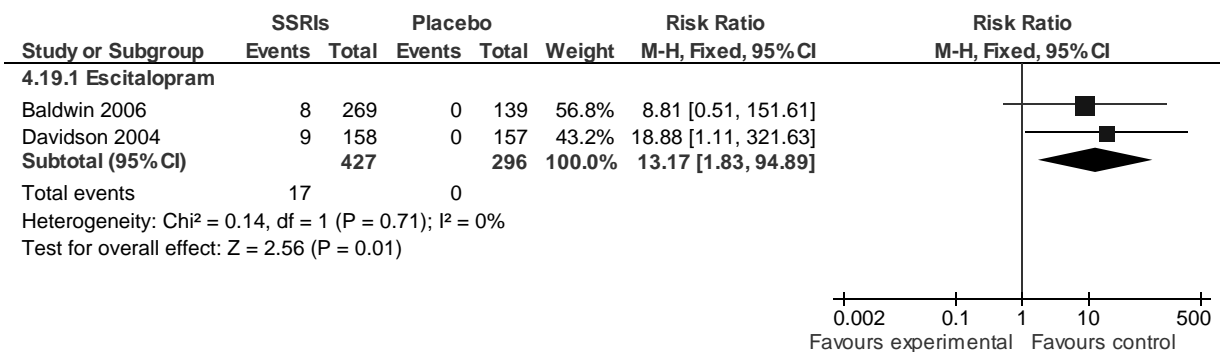 SSRIs Placebo Risk Ratio Risk Ratio
Study or Subgroup Events Total Events Total Weight M-H, Fixed, 95% CI M-H, Fixed, 95% CI
4.19.1 Escitalopram
Baldwin 2006 8 269 0 139 56.8% 8.81 [0.51, 151.61]
Davidson 2004 9 158 0 157 43.2% 18.88 [1.11, 321.63]
Subtotal (95% CI) 427 296 100.0% 13.17 [1.83, 94.89]
Total events 17 0
Heterogeneity: Chi² = 0.14, df = 1 (P = 0.71); I² = 0%
Test for overall effect: Z = 2.56 (P = 0.01)
0.002 0.1 1 10 500
Favours experimental Favours control